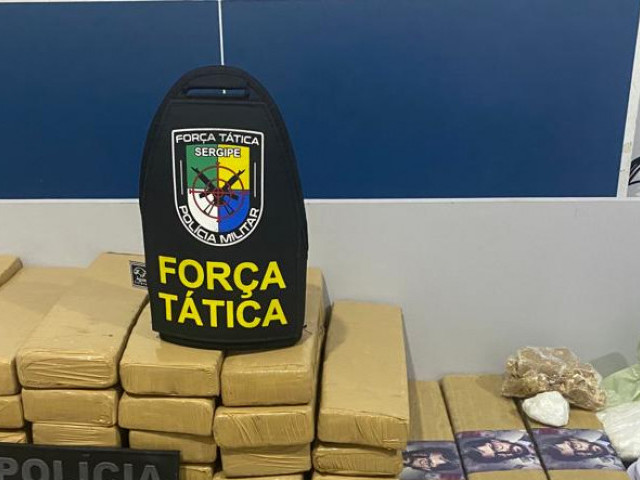 FORÇA TÁTICA
SERGIPE
POLÍCIA MILITAR
FORÇA
TÁTICA
POLÍCIA